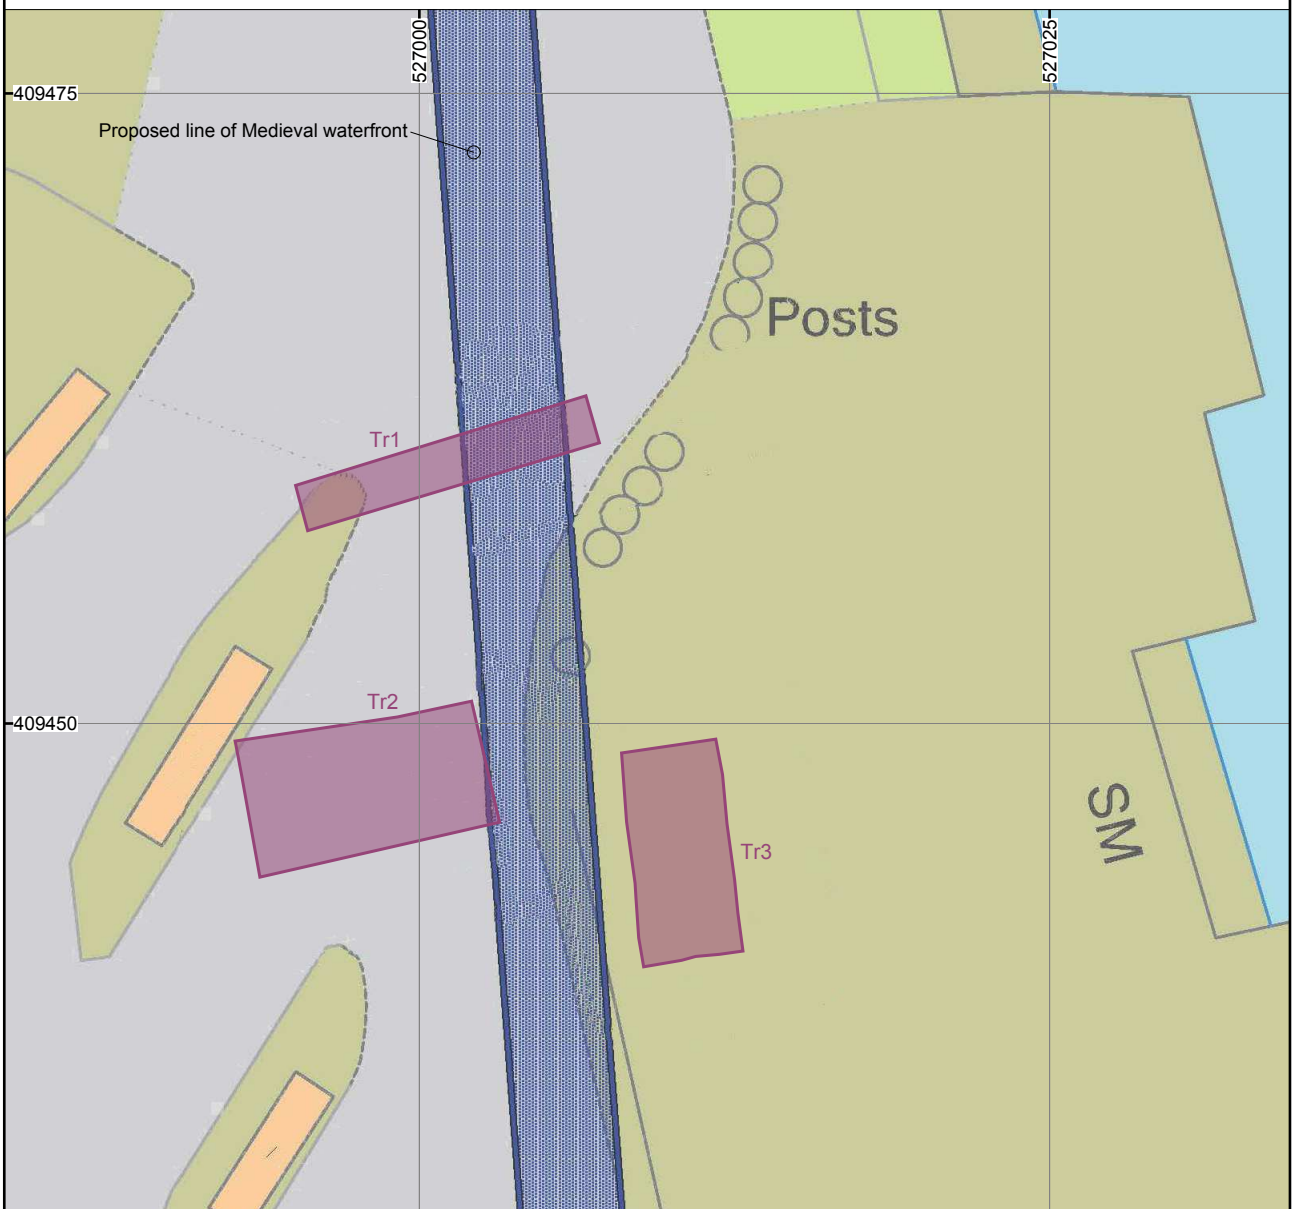 527000
527025
409475
Proposed line of Medieval waterfront
Posts
Tr1
Tr2
409450
SM
Tr3